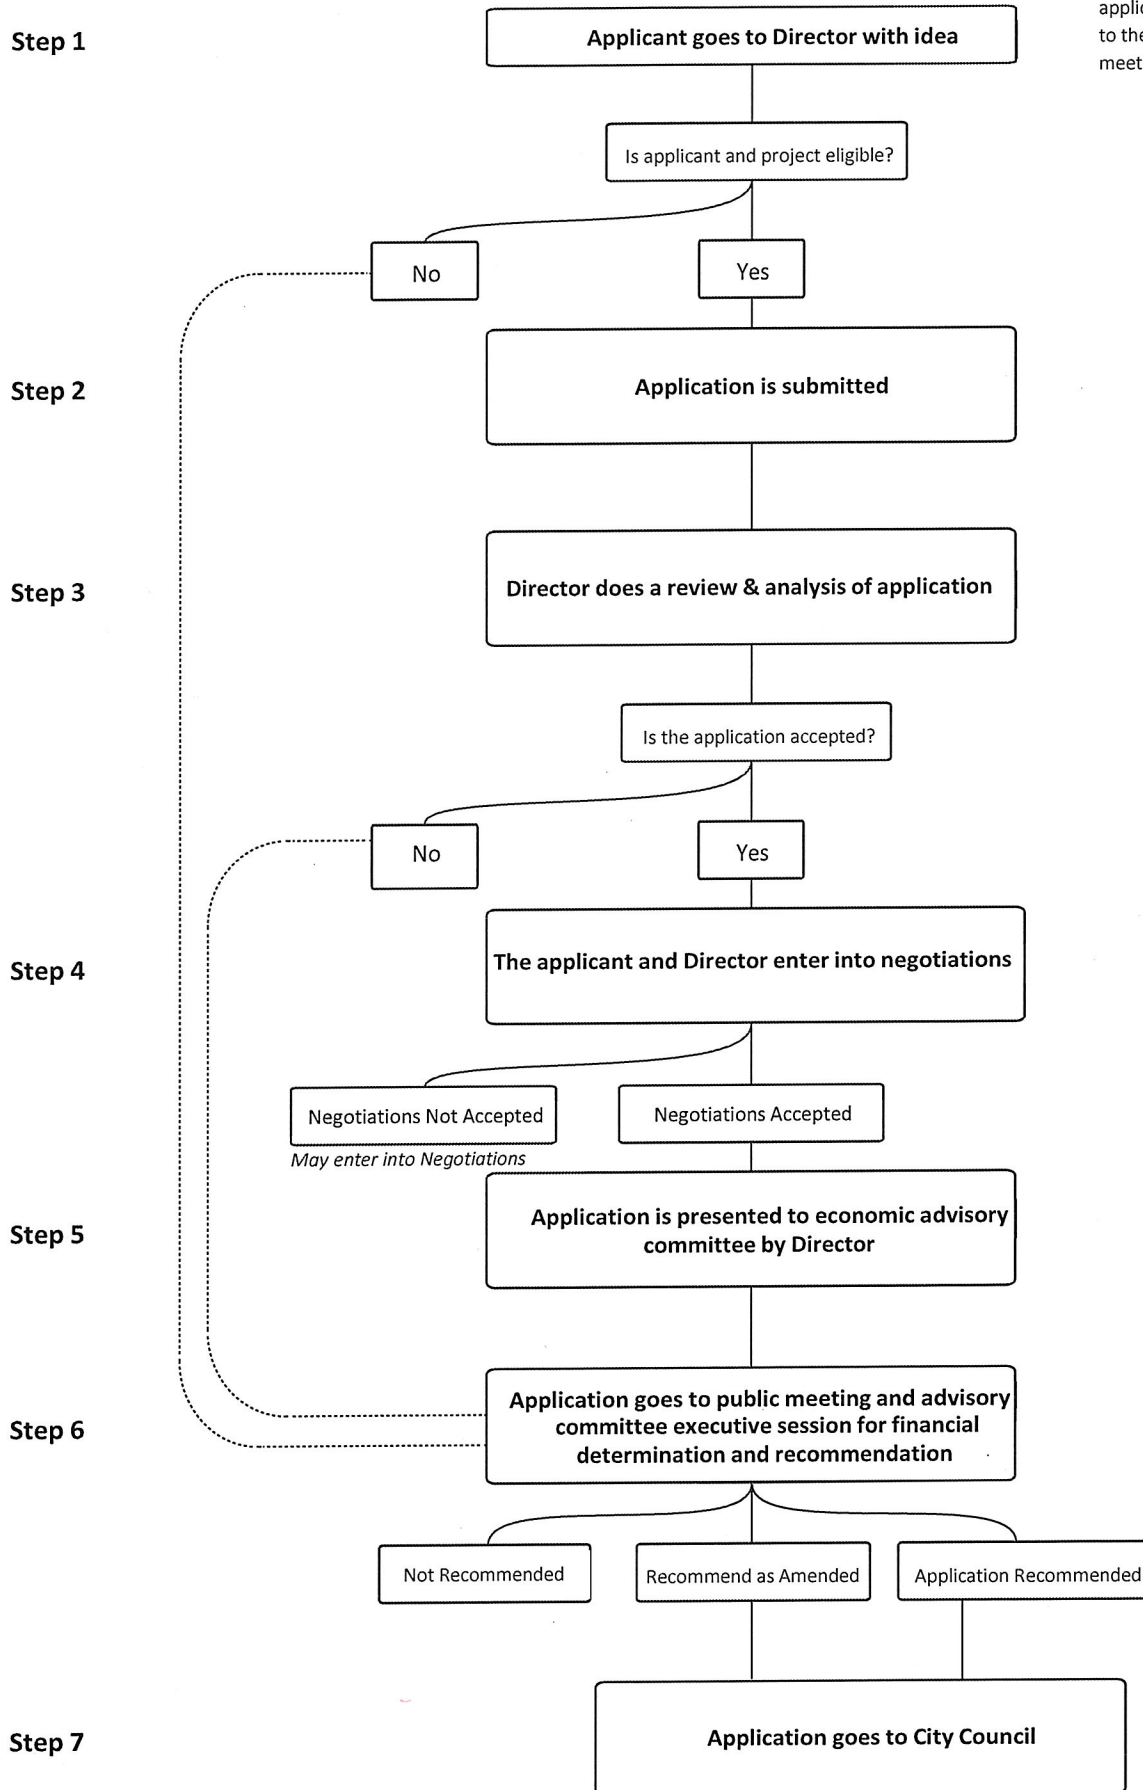 Step 1
Applicant goes to Director with idea
to the
meet
Is applicant and project eligible?
No
Yes
Step 2
Application is submitted
Step 3
Director does a review & analysis of application
Is the application accepted?
No
Yes
Step 4
The applicant and Director enter into negotiations
Negotiations Not Accepted
Negotiations Accepted
May enter into Negotiations
Step 5
Application is presented to economic advisory
committee by Director
Step 6
Application goes to public meeting and advisory
committee executive session for financial
determination and recommendation
Not Recommended
Recommend as Amended
Application Recommended
Step 7
Application goes to City Council